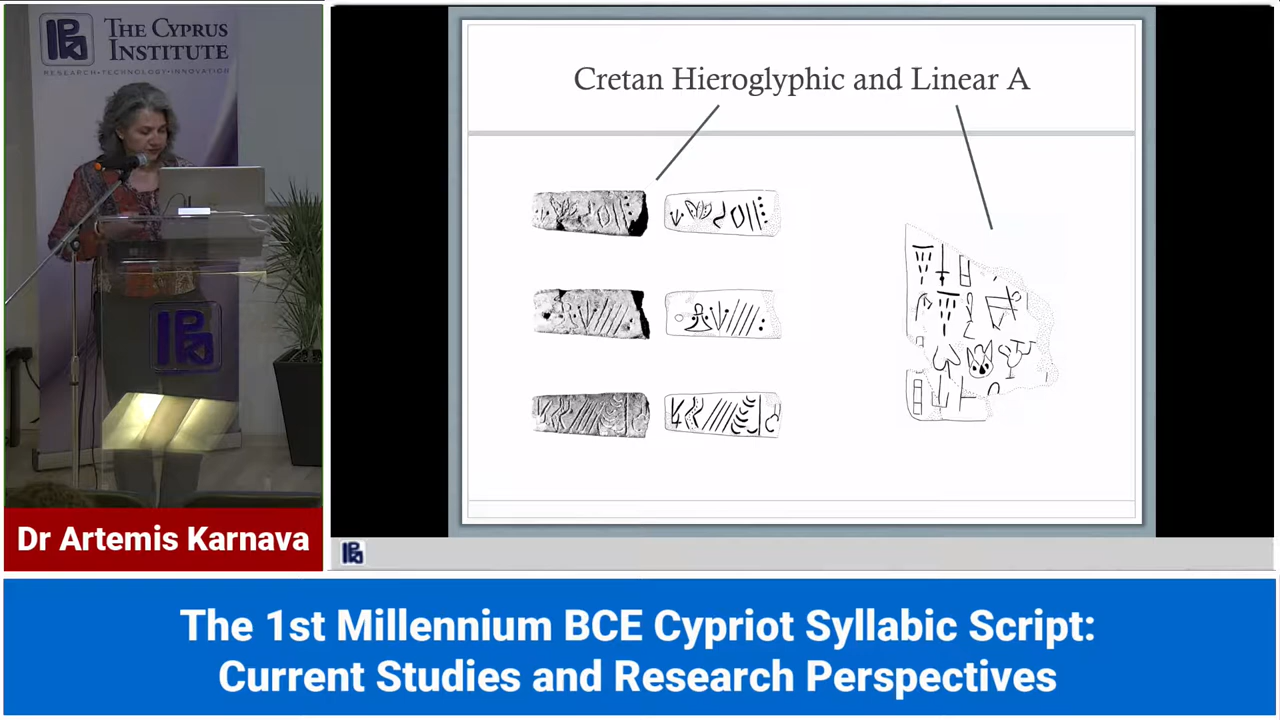 THE CYPRUS
INSTITUTE
RESEARCH•TECHNOLOGY•INNOVATION
Cretan Hieroglyphic and Linear A
Dr Artemis Karnava
The 1st Millennium BCE Cypriot Syllabic Script:
Current Studies and Research Perspectives